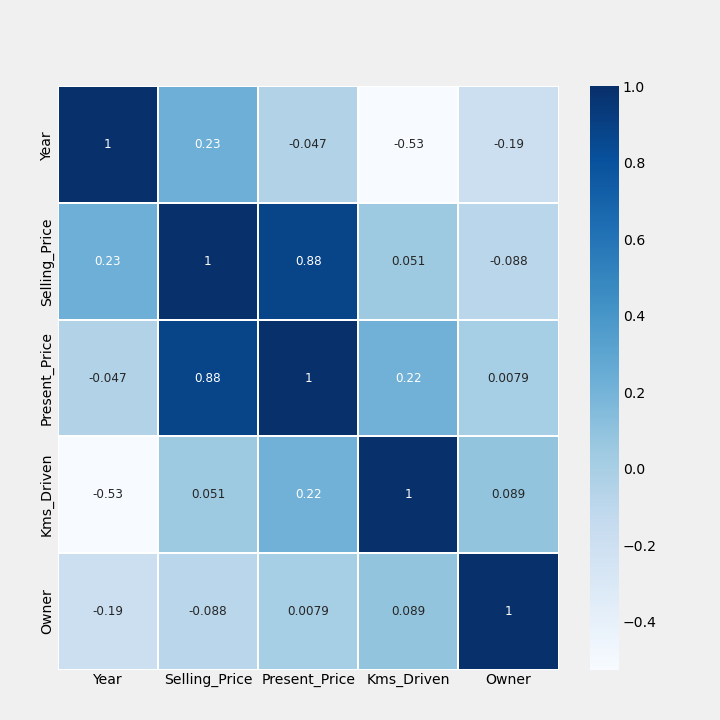 Year 1 0.23 -0.047 -0.53 -0.19
Selling_Price 0.23 1 0.88 0.051 -0.088
Present_Price -0.047 0.88 1 0.22 0.0079
Kms_Driven -0.53 0.051 0.22 1 0.089
Owner -0.19 -0.088 0.0079 0.089 1
Year Selling_Price Present_Price Kms_Driven Owner
1.0
0.8
0.6
0.4
0.2
0.0
−0.2
−0.4